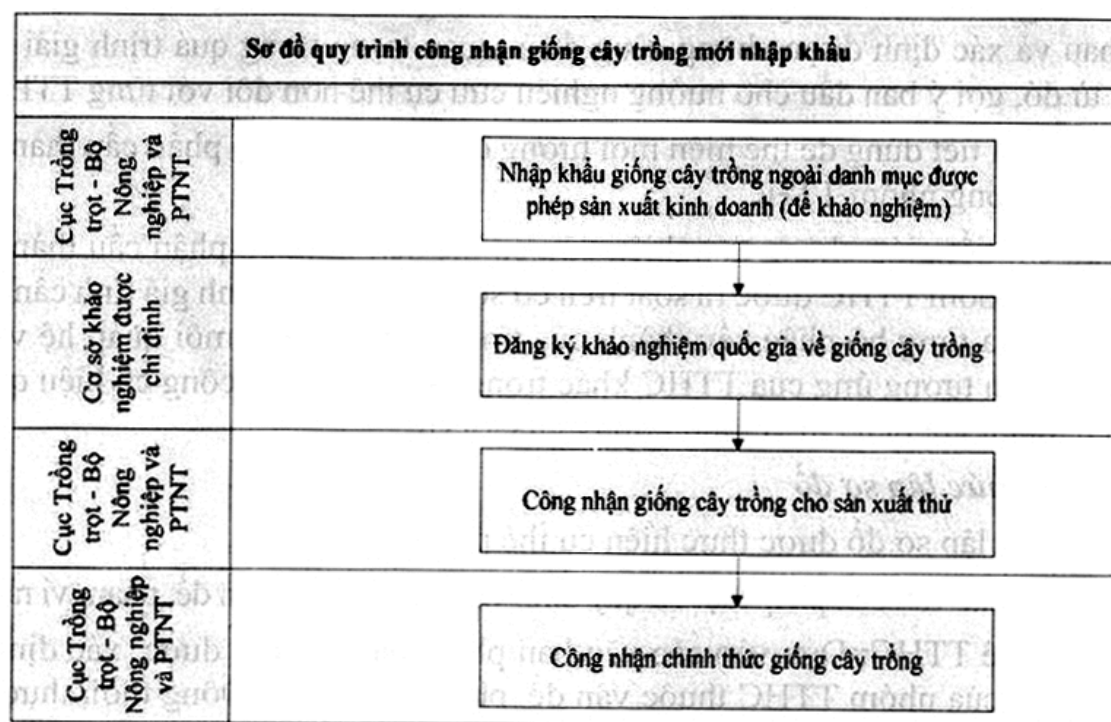 Sơ đồ quy trình công nhận giống cây trồng mới nhập khẩu
Cục Trồng
trọt - Bộ
Nông
nghiệp và
PTNT
Nhập khẩu giống cây trồng ngoài danh mục được
phép sản xuất kinh doanh (để khảo nghiệm)
Cơ sở khảo
nghiệm được
chỉ định
Đăng ký khảo nghiệm quốc gia về giống cây trồng
Cục Trồng
trọt - Bộ
Nông
nghiệp và
PTNT
Công nhận giống cây trồng cho sản xuất thử
Cục Trồng
trọt - Bộ
Nông nghiệp
và PTNT
Công nhận chính thức giống cây trồng